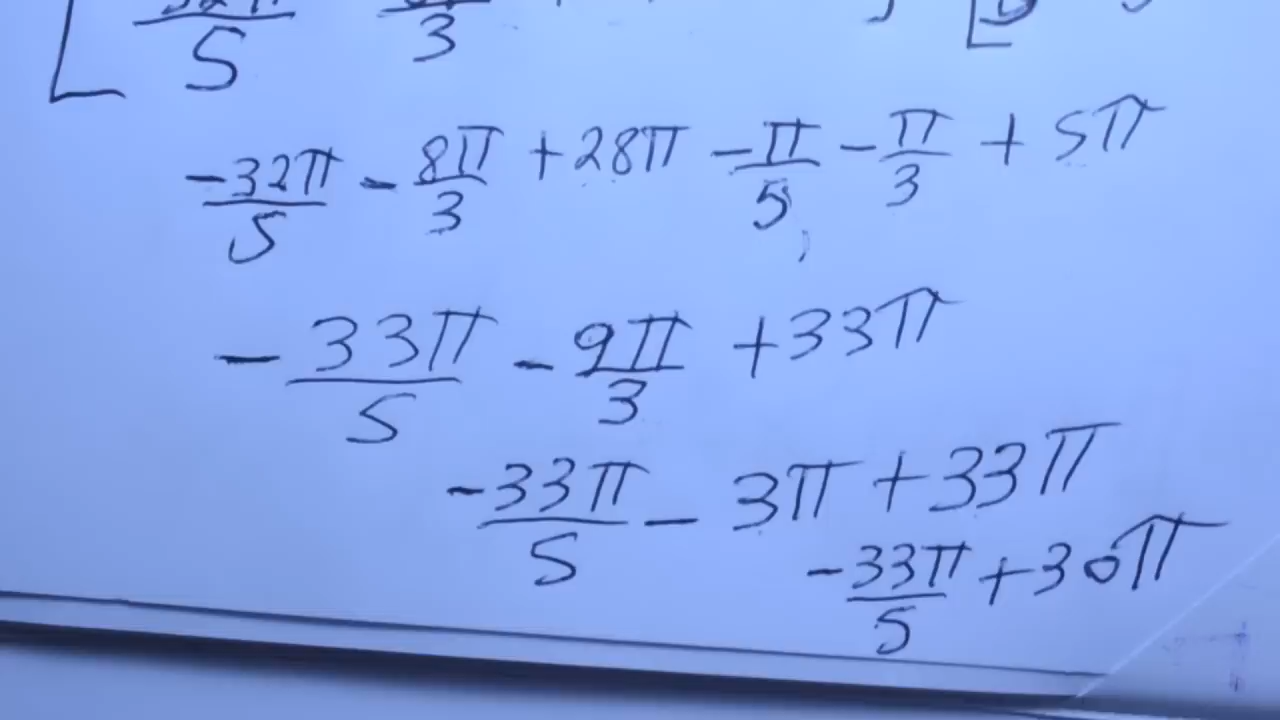 [ 32π/5 3 [
-32π/5 - 8π/3 + 28π - π/5 - π/3 + 5π
- 33π/5 - 9π/3 + 33π
-33π/5 - 3π + 33π
-33π/5 + 30π